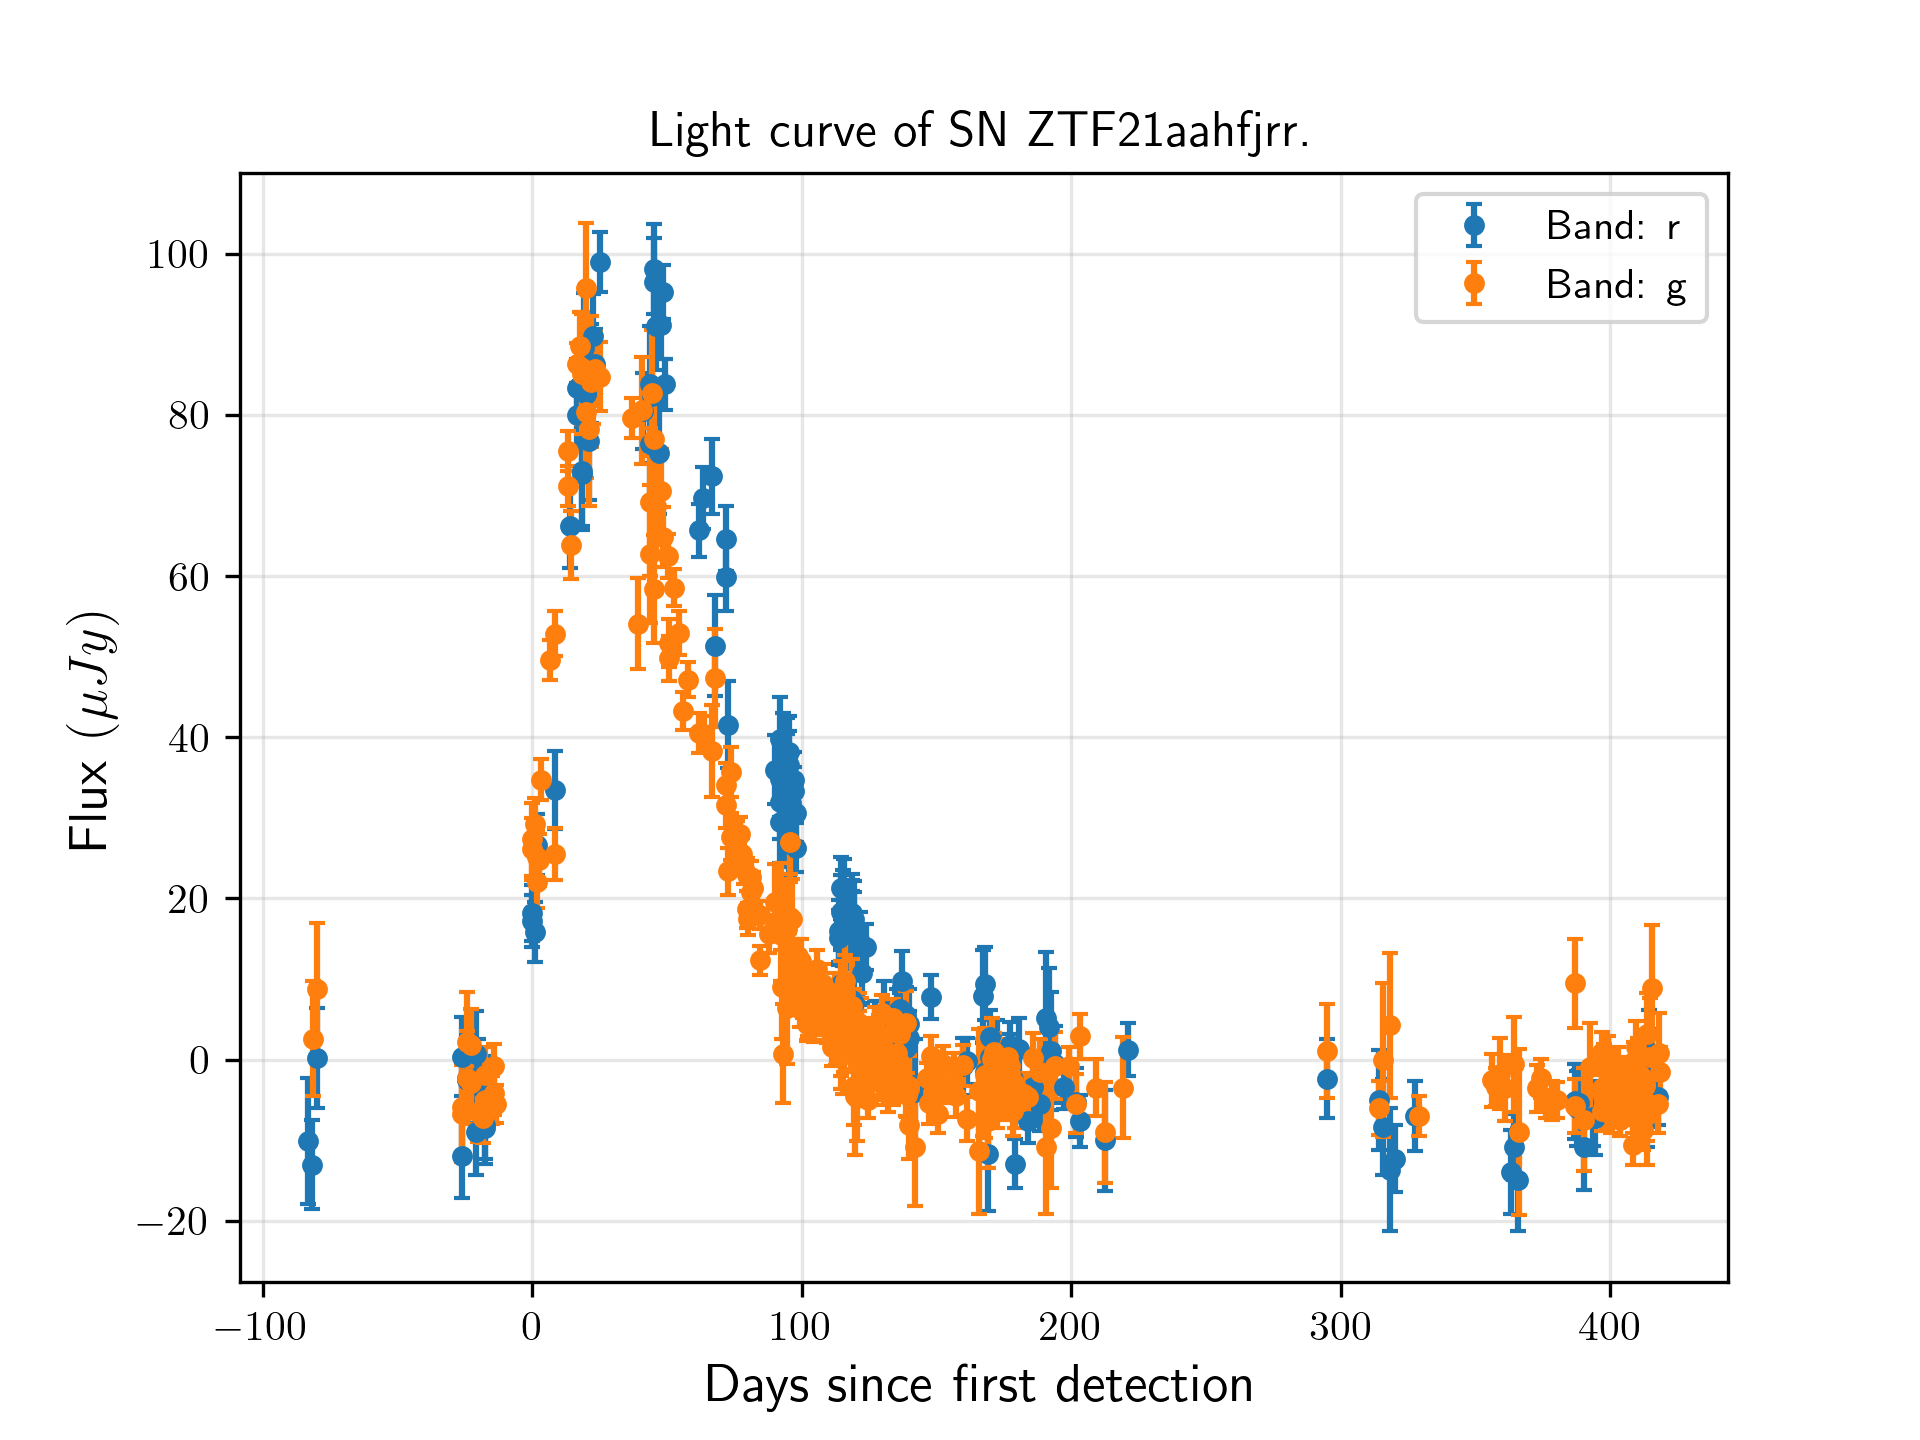 Light curve of SN ZTF21aahfjrr.
Band: r
Band: g
100
80
60
40
20
0
−20
Flux (μJy)
−100 0 100 200 300 400
Days since first detection